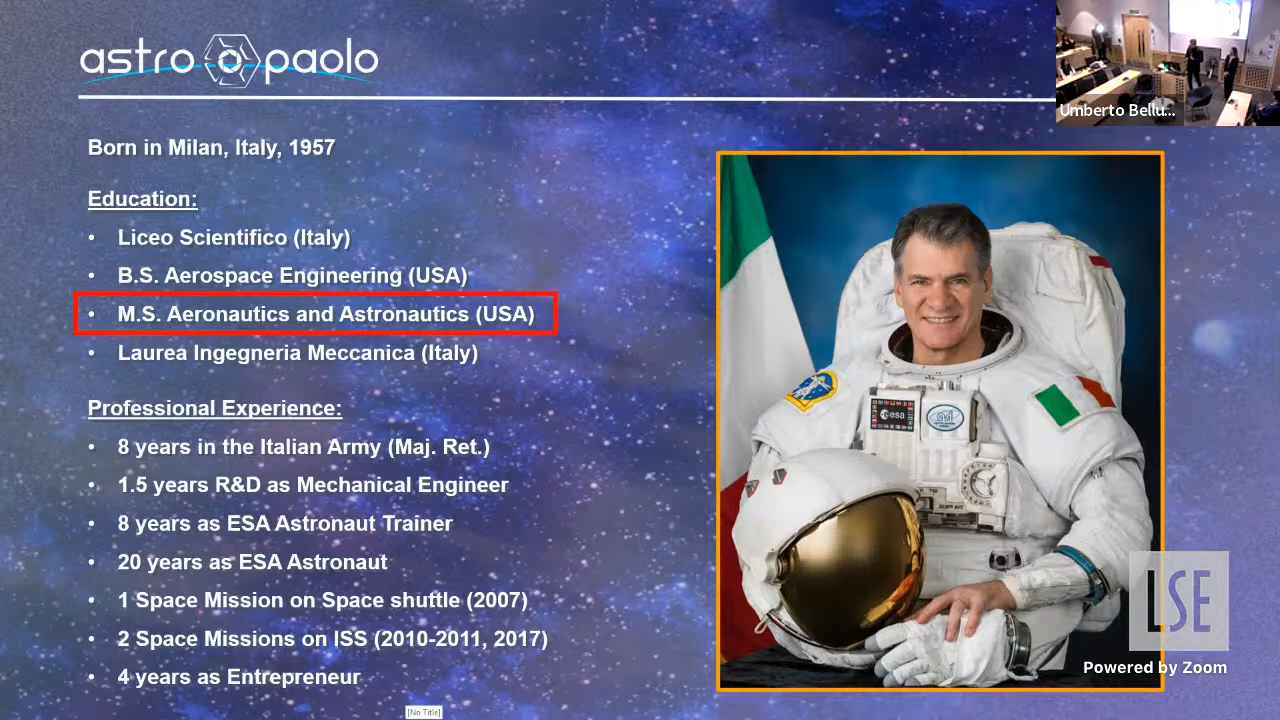 astro paolo
Umberto Bellu...
Born in Milan, Italy, 1957
Education:
• Liceo Scientifico (Italy)
• B.S. Aerospace Engineering (USA)
• M.S. Aeronautics and Astronautics (USA)
• Laurea Ingegneria Meccanica (Italy)
Professional Experience:
• 8 years in the Italian Army (Maj. Ret.)
• 1.5 years R&D as Mechanical Engineer
• 8 years as ESA Astronaut Trainer
• 20 years as ESA Astronaut
• 1 Space Mission on Space shuttle (2007)
• 2 Space Missions on ISS (2010-2011, 2017)
• 4 years as Entrepreneur
esa
LSE
Powered by Zoom
[No Title]